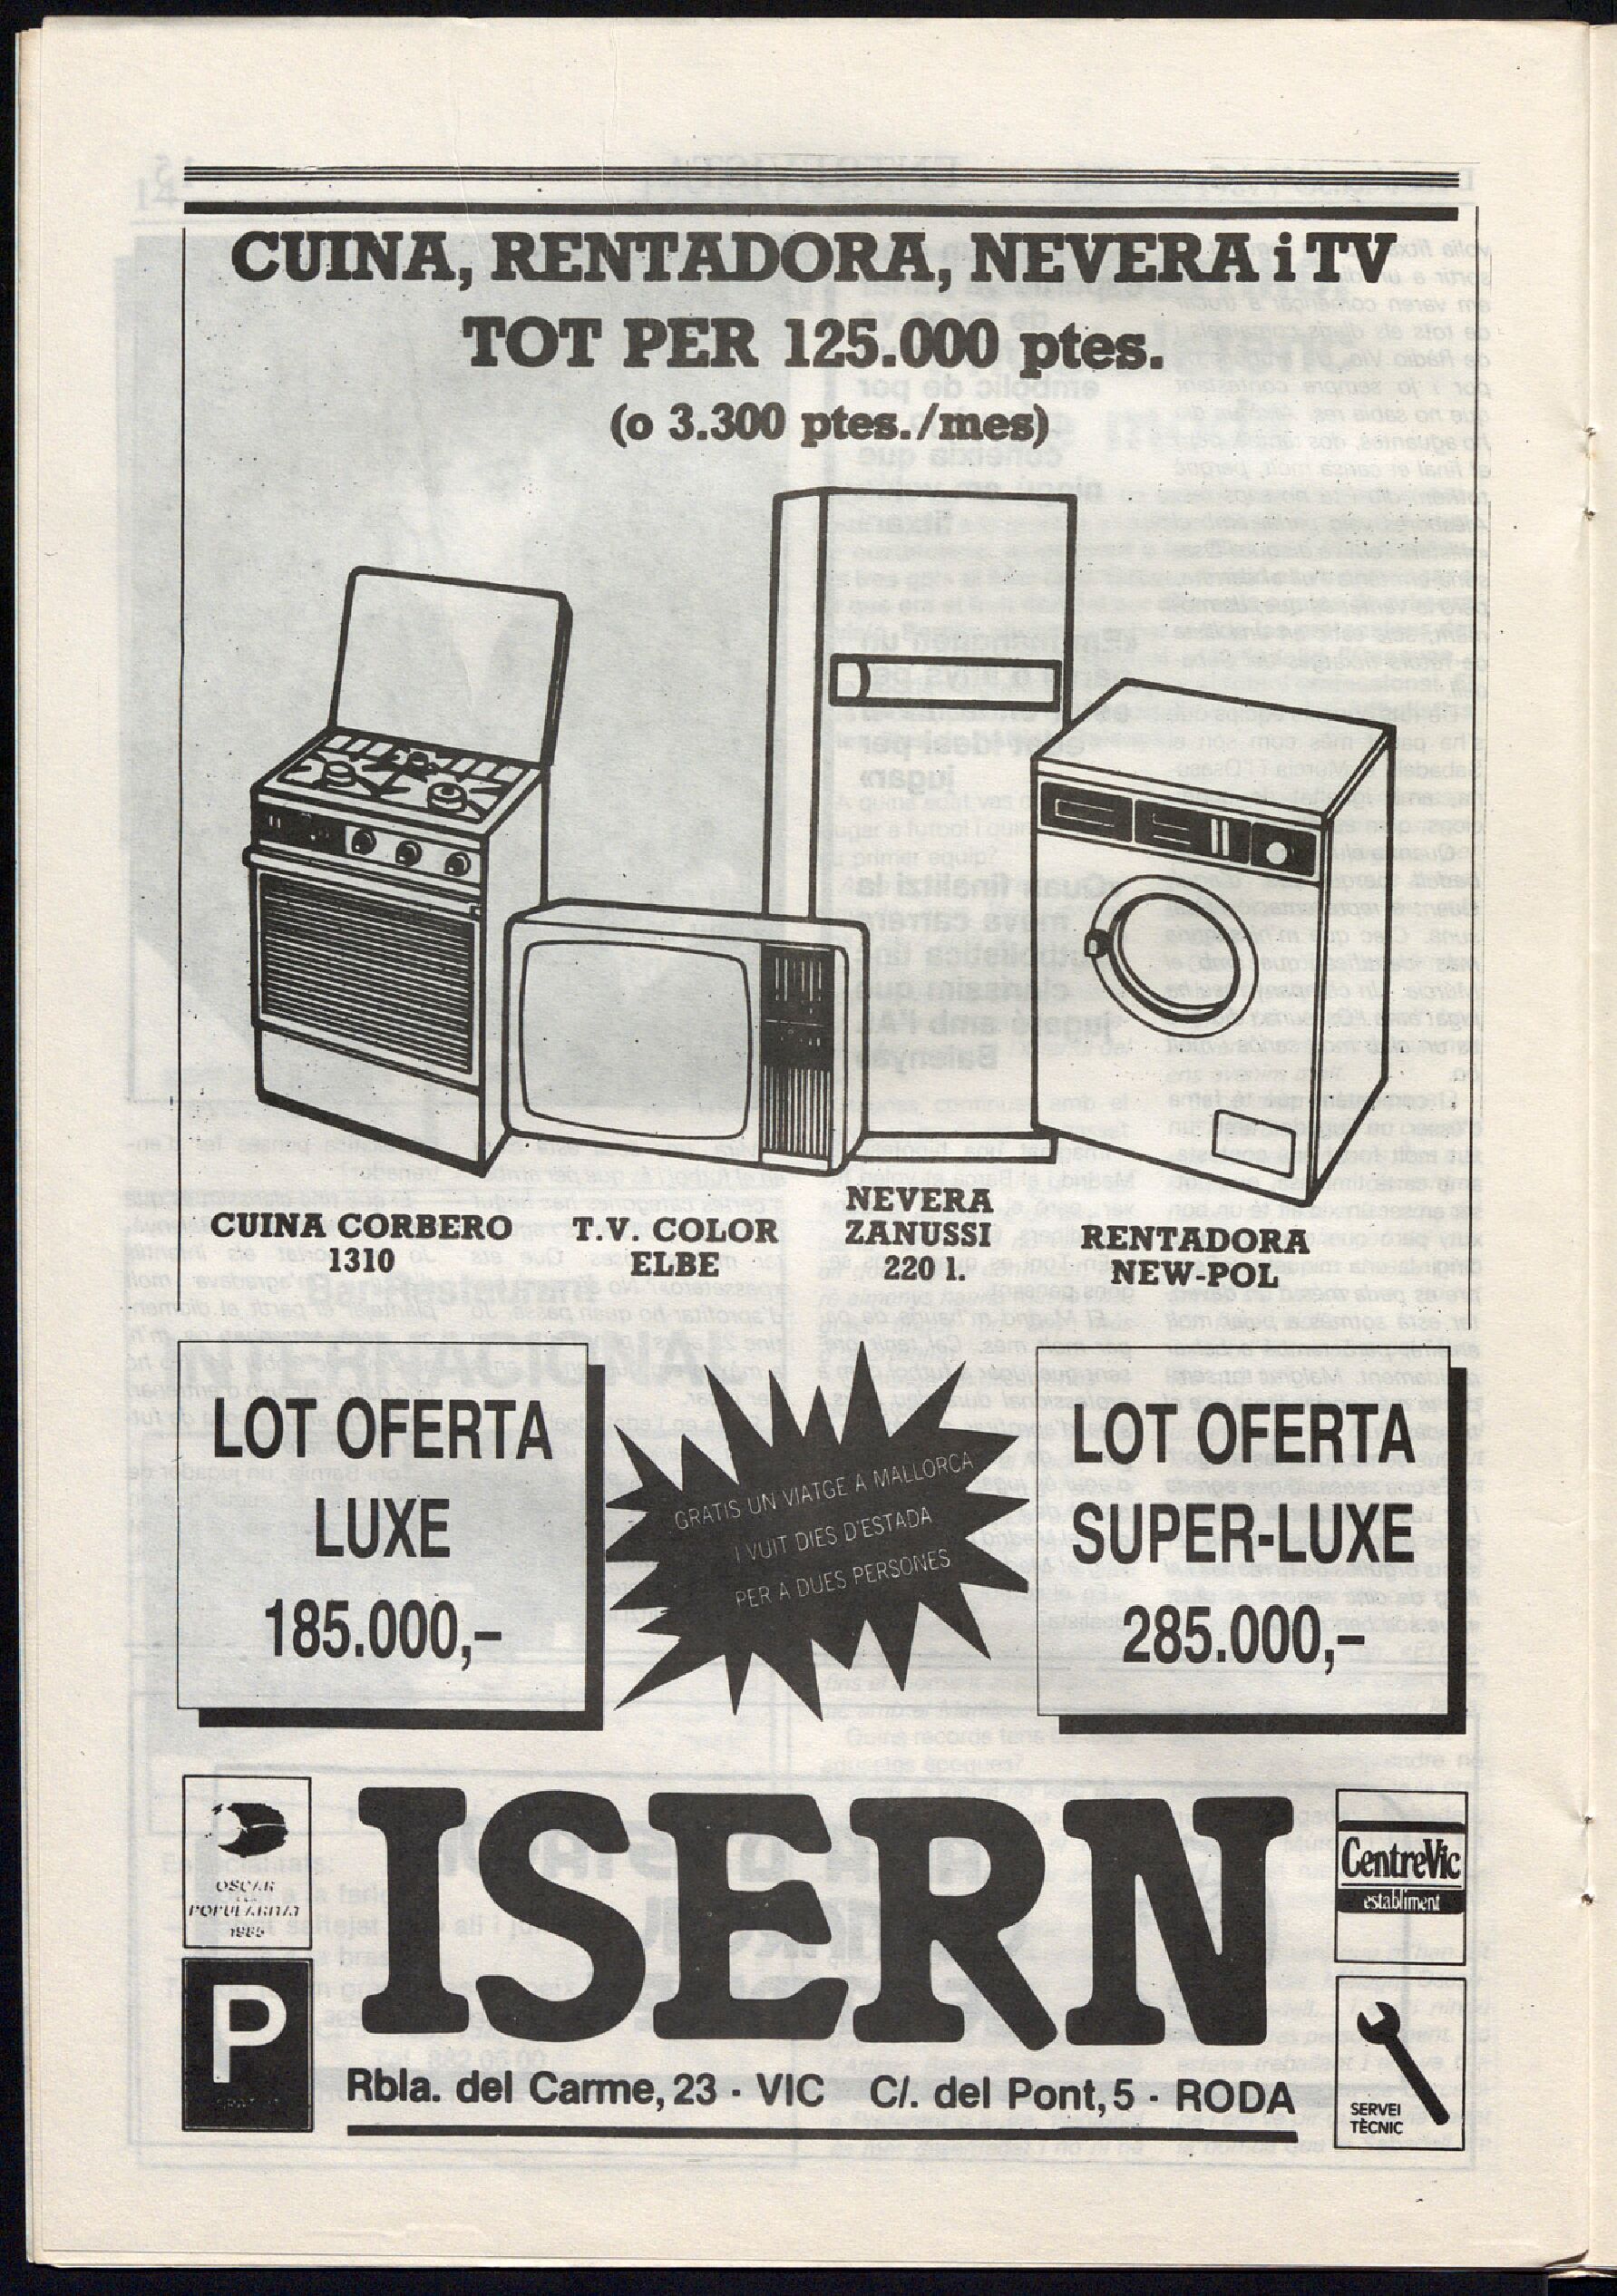 CUINA, RENTADORA, NEVERA i TV
TOT PER 125.000 ptes.
(o 3.300 ptes./mes)
CUINA CORBERO
1310
T.V. COLOR
ELBE
NEVERA
ZANUSSI
220 l.
RENTADORA
NEW-POL
LOT OFERTA
LUXE
185.000,-
GRATIS UN VIATGE A MALLORCA
I VUIT DIES D'ESTADA
PER A DUES PERSONES
LOT OFERTA
SUPER-LUXE
285.000,-
OSCAR
POPULARITAT
1985
P
ISERN
CentreVic
establiment
SERVEI
TÈCNIC
Rbla. del Carme, 23 - VIC C/. del Pont, 5 - RODA